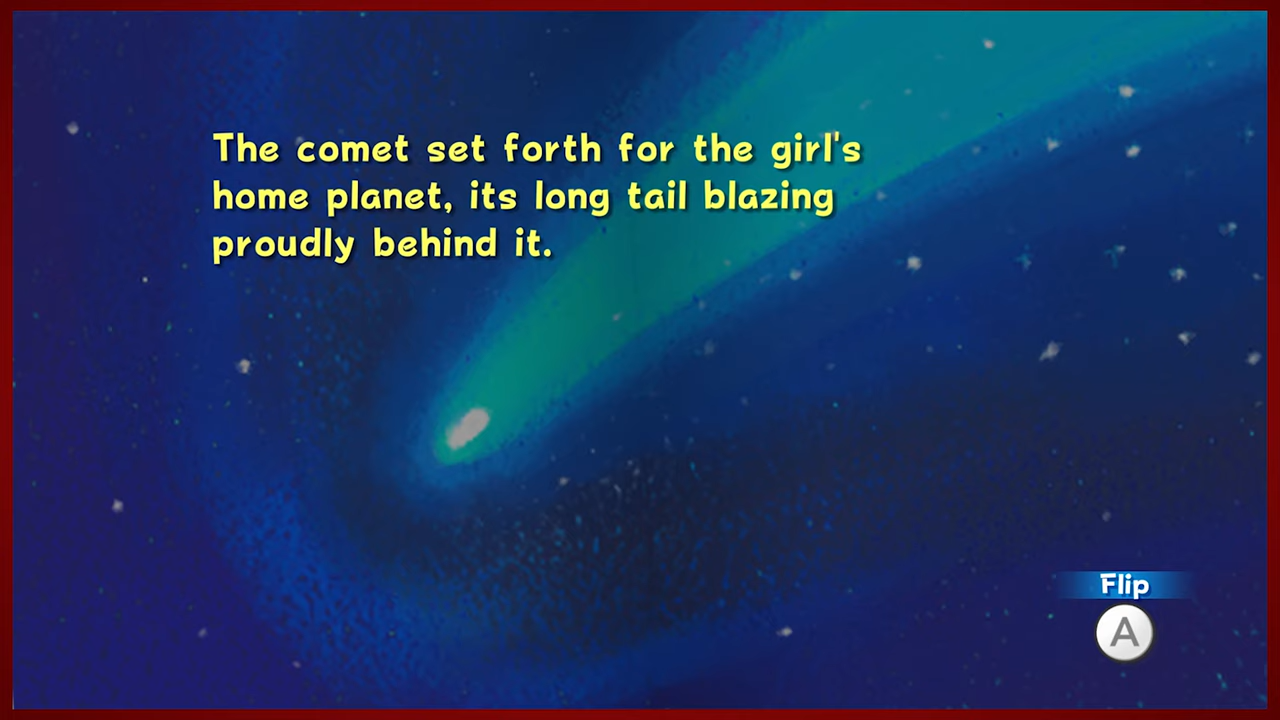 The comet set forth for the girl's
home planet, its long tail blazing
proudly behind it.
Flip
A